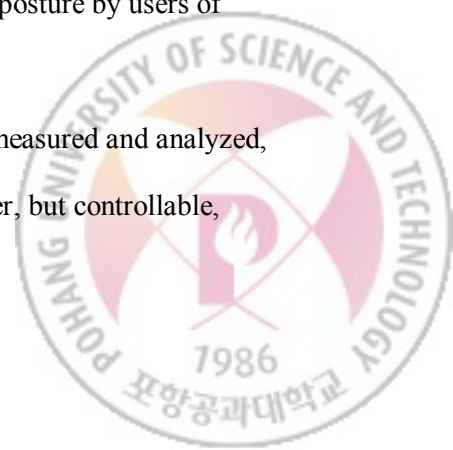 posture by users of
measured and analyzed,
er, but controllable,
POHANG UNIVERSITY OF SCIENCE AND TECHNOLOGY
1986
포항공과대학교